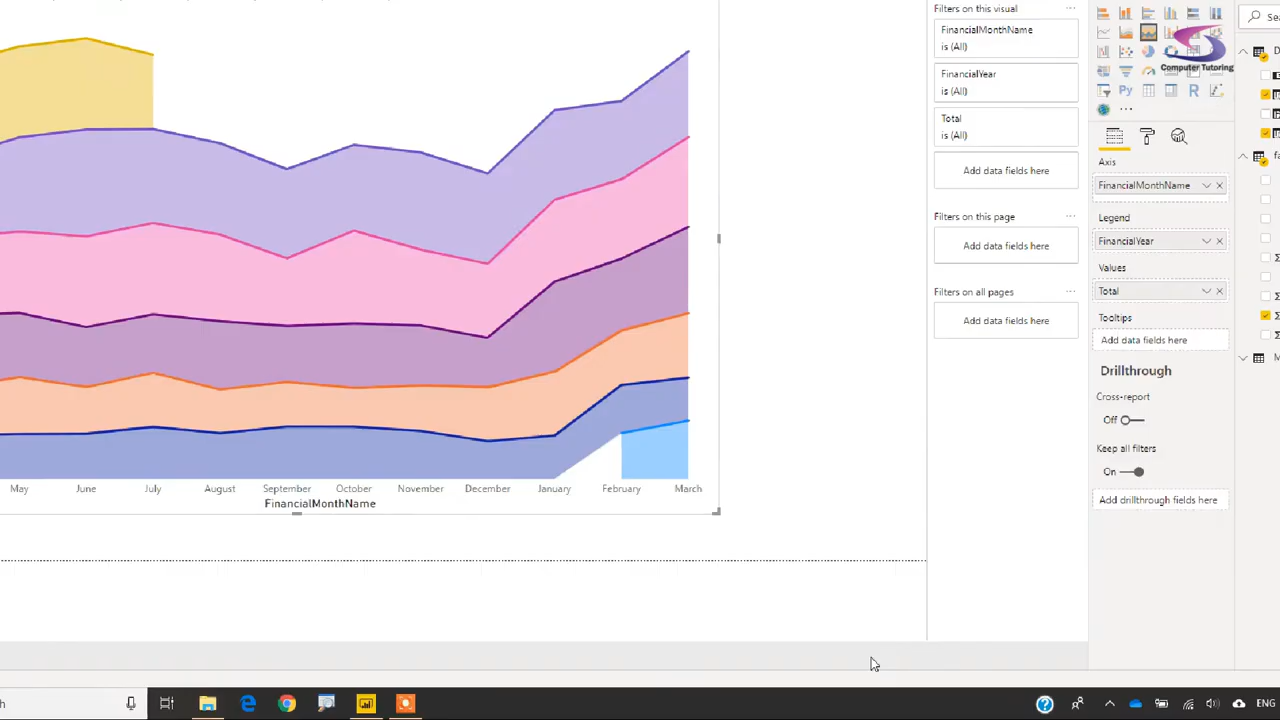 May June July August September October November December January February March
FinancialMonthName
Filters on this visual
FinancialMonthName
is (All)
FinancialYear
is (All)
Total
is (All)
Add data fields here
Filters on this page
Add data fields here
Filters on all pages
Add data fields here
Computer Tutoring
Py
R
Axis
FinancialMonthName
Legend
FinancialYear
Values
Total
Tooltips
Add data fields here
Drillthrough
Cross-report
Off
Keep all filters
On
Add drillthrough fields here
Σ
Σ
Σ
Σ
ENG